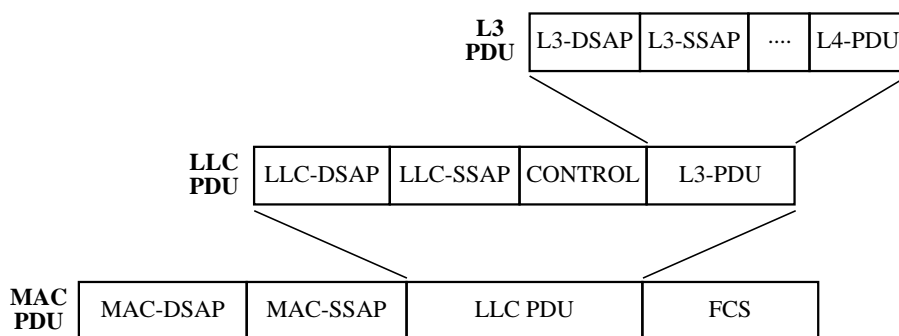 L3 PDU L3-DSAP L3-SSAP .... L4-PDU
LLC PDU LLC-DSAP LLC-SSAP CONTROL L3-PDU
MAC PDU MAC-DSAP MAC-SSAP LLC PDU FCS